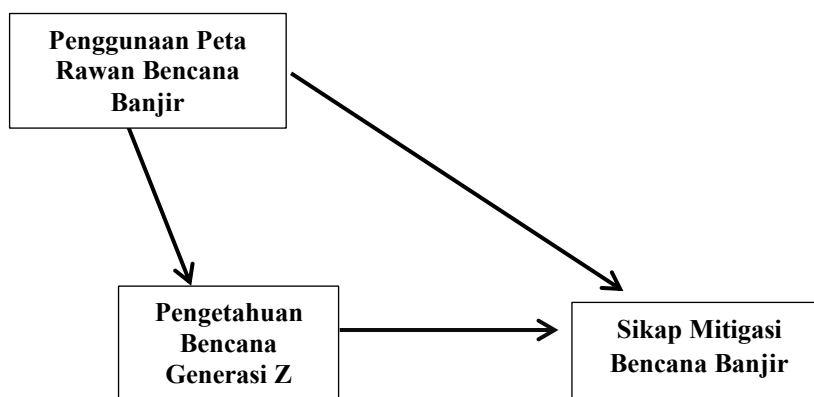 Penggunaan Peta
Rawan Bencana
Banjir
Pengetahuan
Bencana
Generasi Z
Sikap Mitigasi
Bencana Banjir